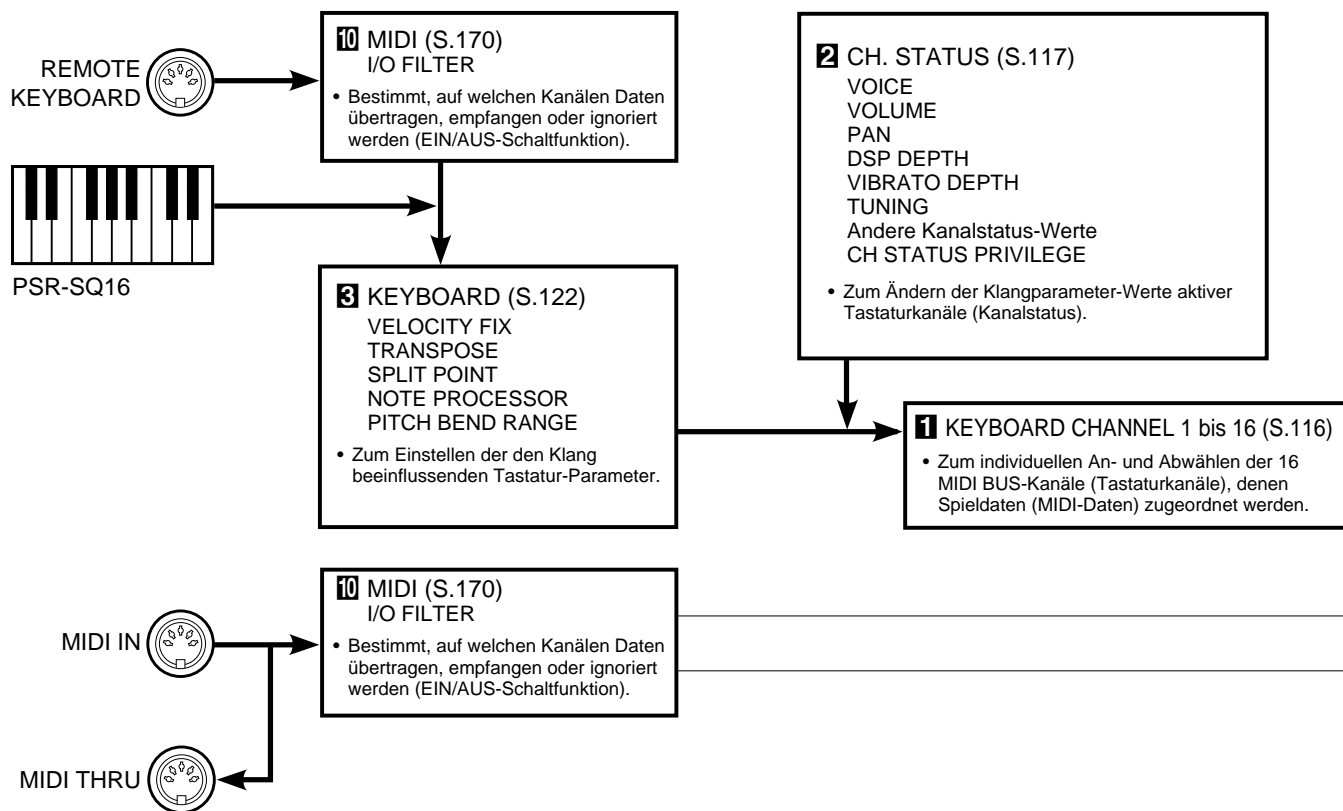 REMOTE
KEYBOARD
10 MIDI (S.170)
I/O FILTER
• Bestimmt, auf welchen Kanälen Daten
übertragen, empfangen oder ignoriert
werden (EIN/AUS-Schaltfunktion).
PSR-SQ16
2 CH. STATUS (S.117)
VOICE
VOLUME
PAN
DSP DEPTH
VIBRATO DEPTH
TUNING
Andere Kanalstatus-Werte
CH STATUS PRIVILEGE
• Zum Ändern der Klangparameter-Werte aktiver
Tastaturkanäle (Kanalstatus).
3 KEYBOARD (S.122)
VELOCITY FIX
TRANSPOSE
SPLIT POINT
NOTE PROCESSOR
PITCH BEND RANGE
• Zum Einstellen der den Klang
beeinflussenden Tastatur-Parameter.
1 KEYBOARD CHANNEL 1 bis 16 (S.116)
• Zum individuellen An- und Abwählen der 16
MIDI BUS-Kanäle (Tastaturkanäle), denen
Spieldaten (MIDI-Daten) zugeordnet werden.
MIDI IN
10 MIDI (S.170)
I/O FILTER
• Bestimmt, auf welchen Kanälen Daten
übertragen, empfangen oder ignoriert
werden (EIN/AUS-Schaltfunktion).
MIDI THRU